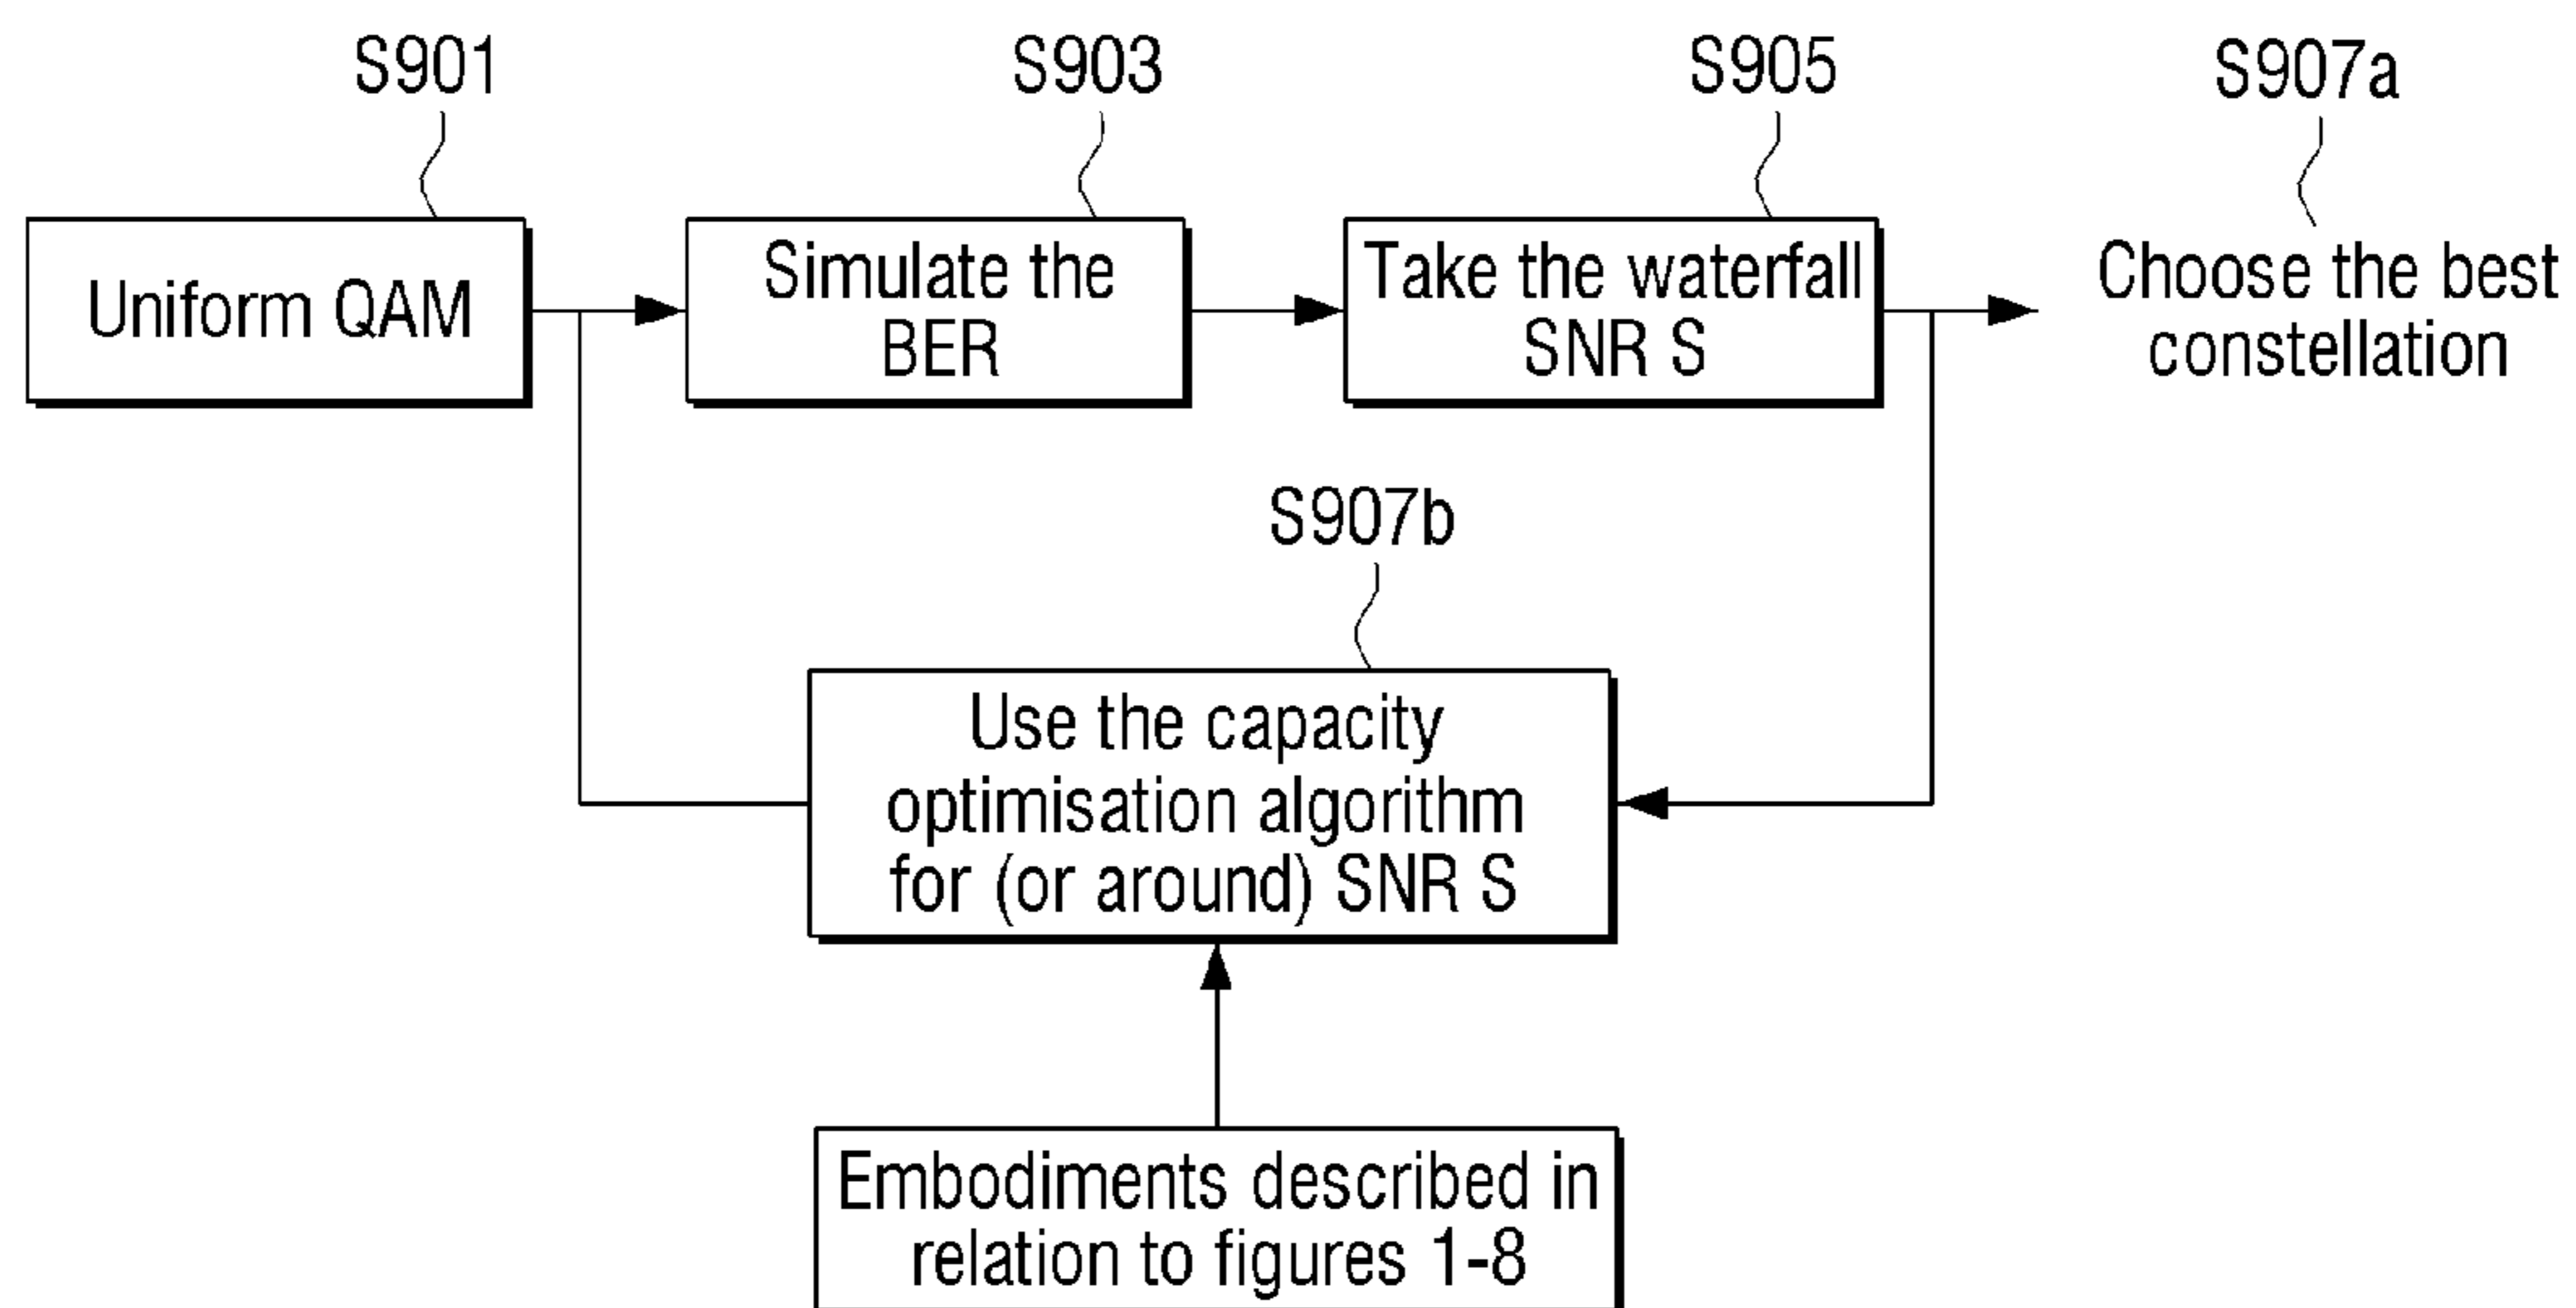 S901
S903
S905
S907a
Uniform QAM
Simulate the
BER
Take the waterfall
SNR S
Choose the best
constellation
S907b
Use the capacity
optimisation algorithm
for (or around) SNR S
Embodiments described in
relation to figures 1-8